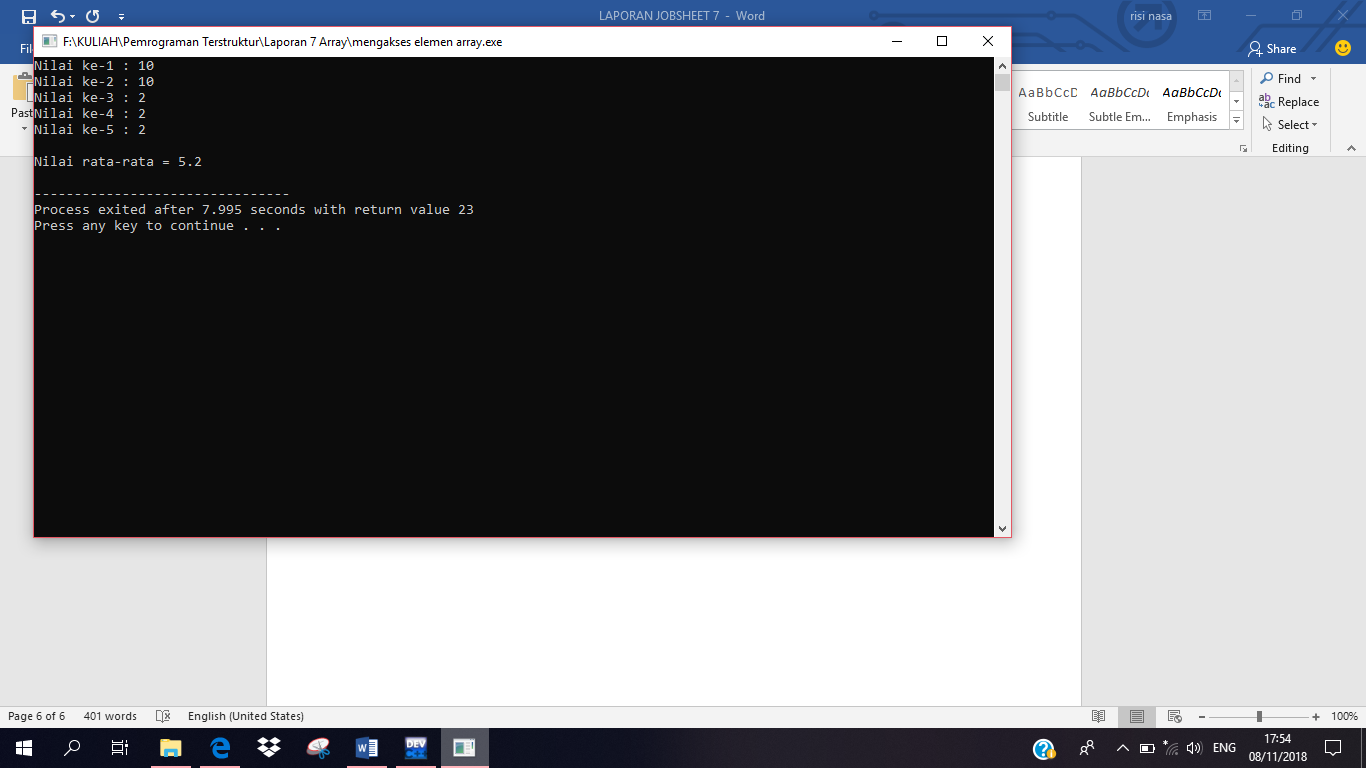 LAPORAN JOBSHEET 7 - Word
risi nasa
F:\KULIAH\Pemrograman Terstruktur\Laporan 7 Array\mengakses elemen array.exe
Share
Nilai ke-1 : 10
Nilai ke-2 : 10
Nilai ke-3 : 2
Nilai ke-4 : 2
Nilai ke-5 : 2
Nilai rata-rata = 5.2
--------------------------------
Process exited after 7.995 seconds with return value 23
Press any key to continue . . .
Past
AaBbCcD AaBbCcDc AaBbCcDc
Subtitle Subtle Em... Emphasis
Find
Replace
Select
Editing
Page 6 of 6 401 words English (United States) 100%
DEV
ENG
17:54
08/11/2018